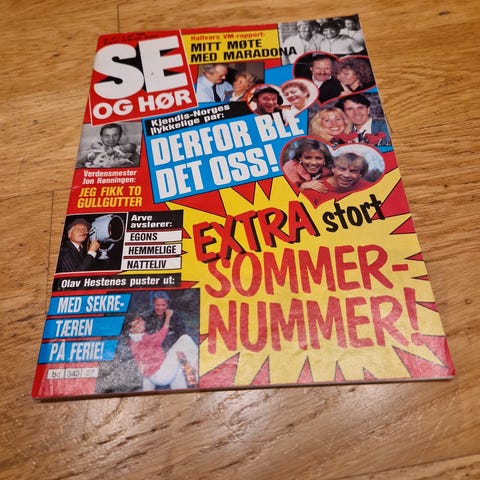 SE
OG HØR
Hallvars VM-rapport:
MITT MØTE
MED MARADONA
Kjendis-Norges
lykkelige par:
DERFOR BLE
DET OSS!
Verdensmester
Jon Rønningen:
JEG FIKK TO
GULLGUTTER
Arve
avslører:
EGONS
HEMMELIGE
NATTELIV
EXTRA stort
SOMMER-
NUMMER!
Olav Hestenes puster ut:
MED SEKRE-
TÆREN
PÅ FERIE!